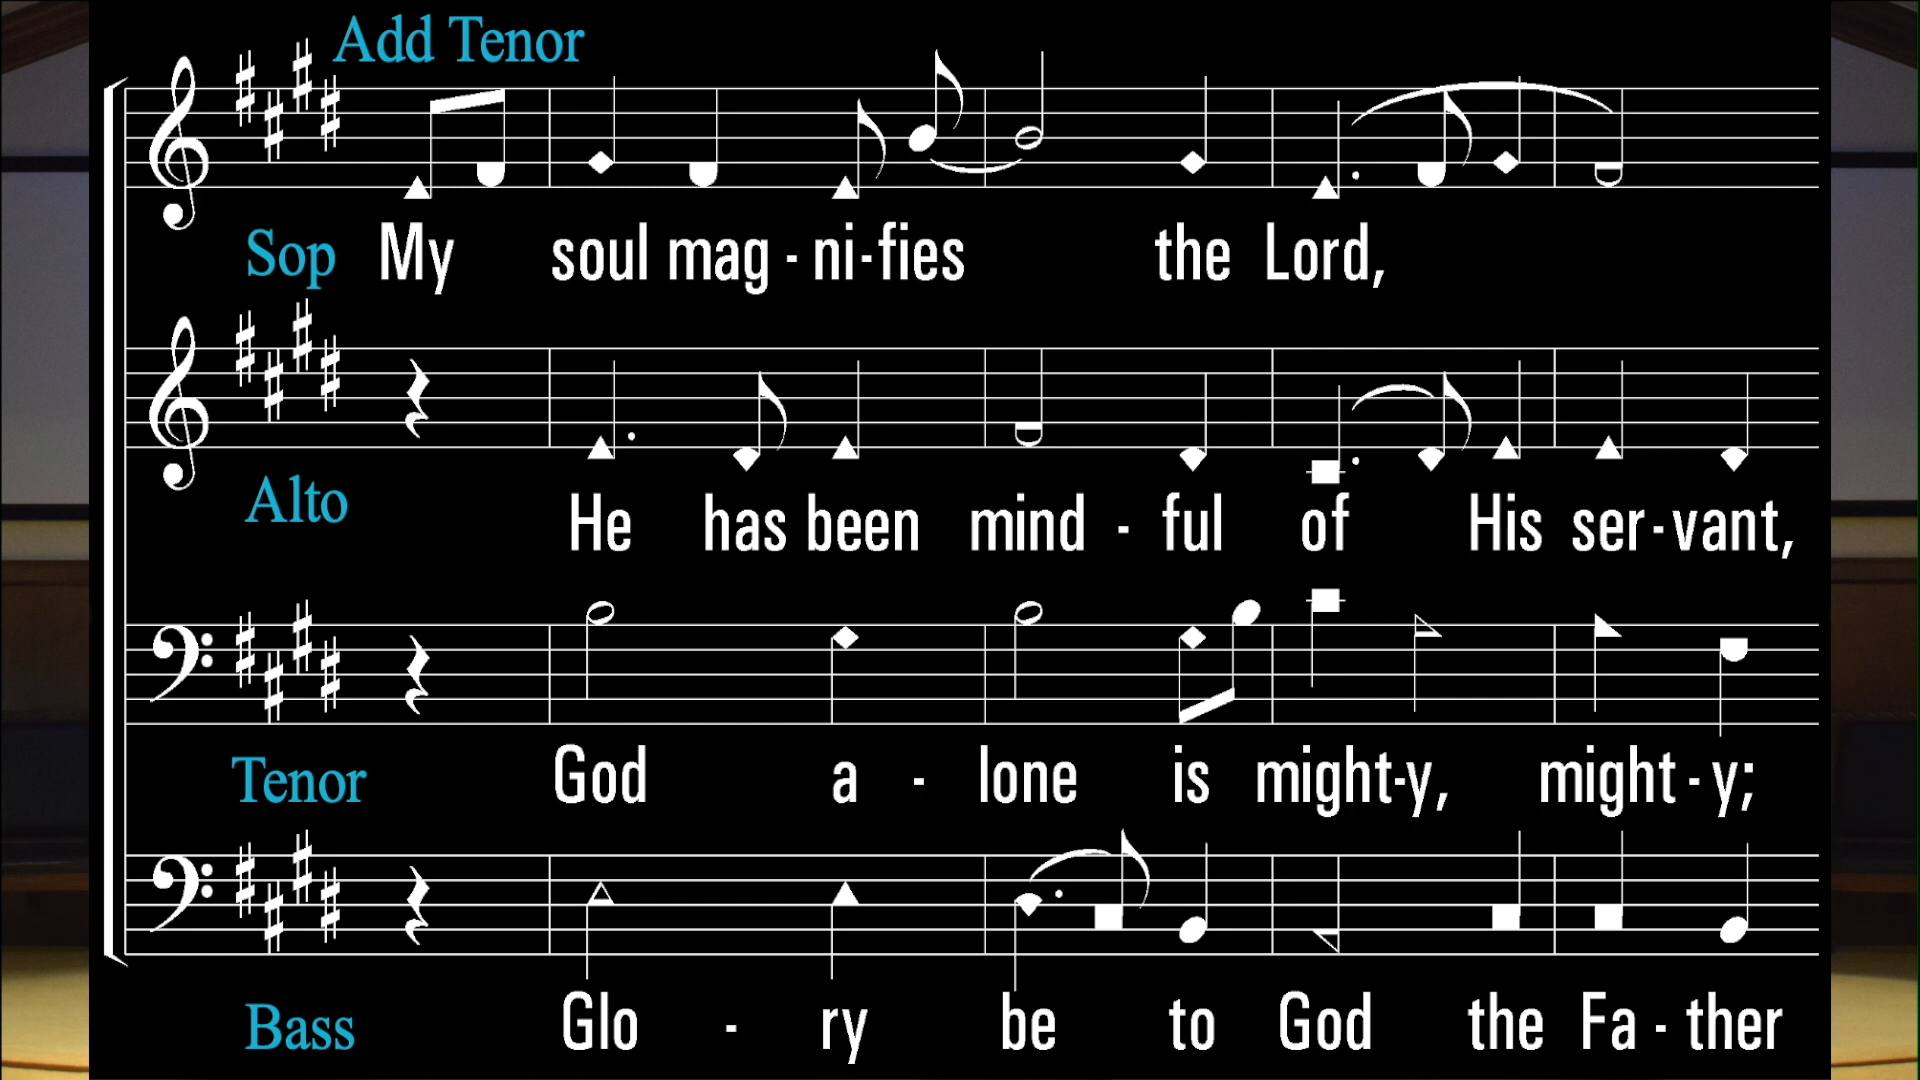 Add Tenor
Sop My soul mag - ni - fies the Lord,
Alto
He has been mind - ful of His ser - vant,
Tenor God a - lone is might - y, might - y;
Bass Glo - ry be to God the Fa - ther